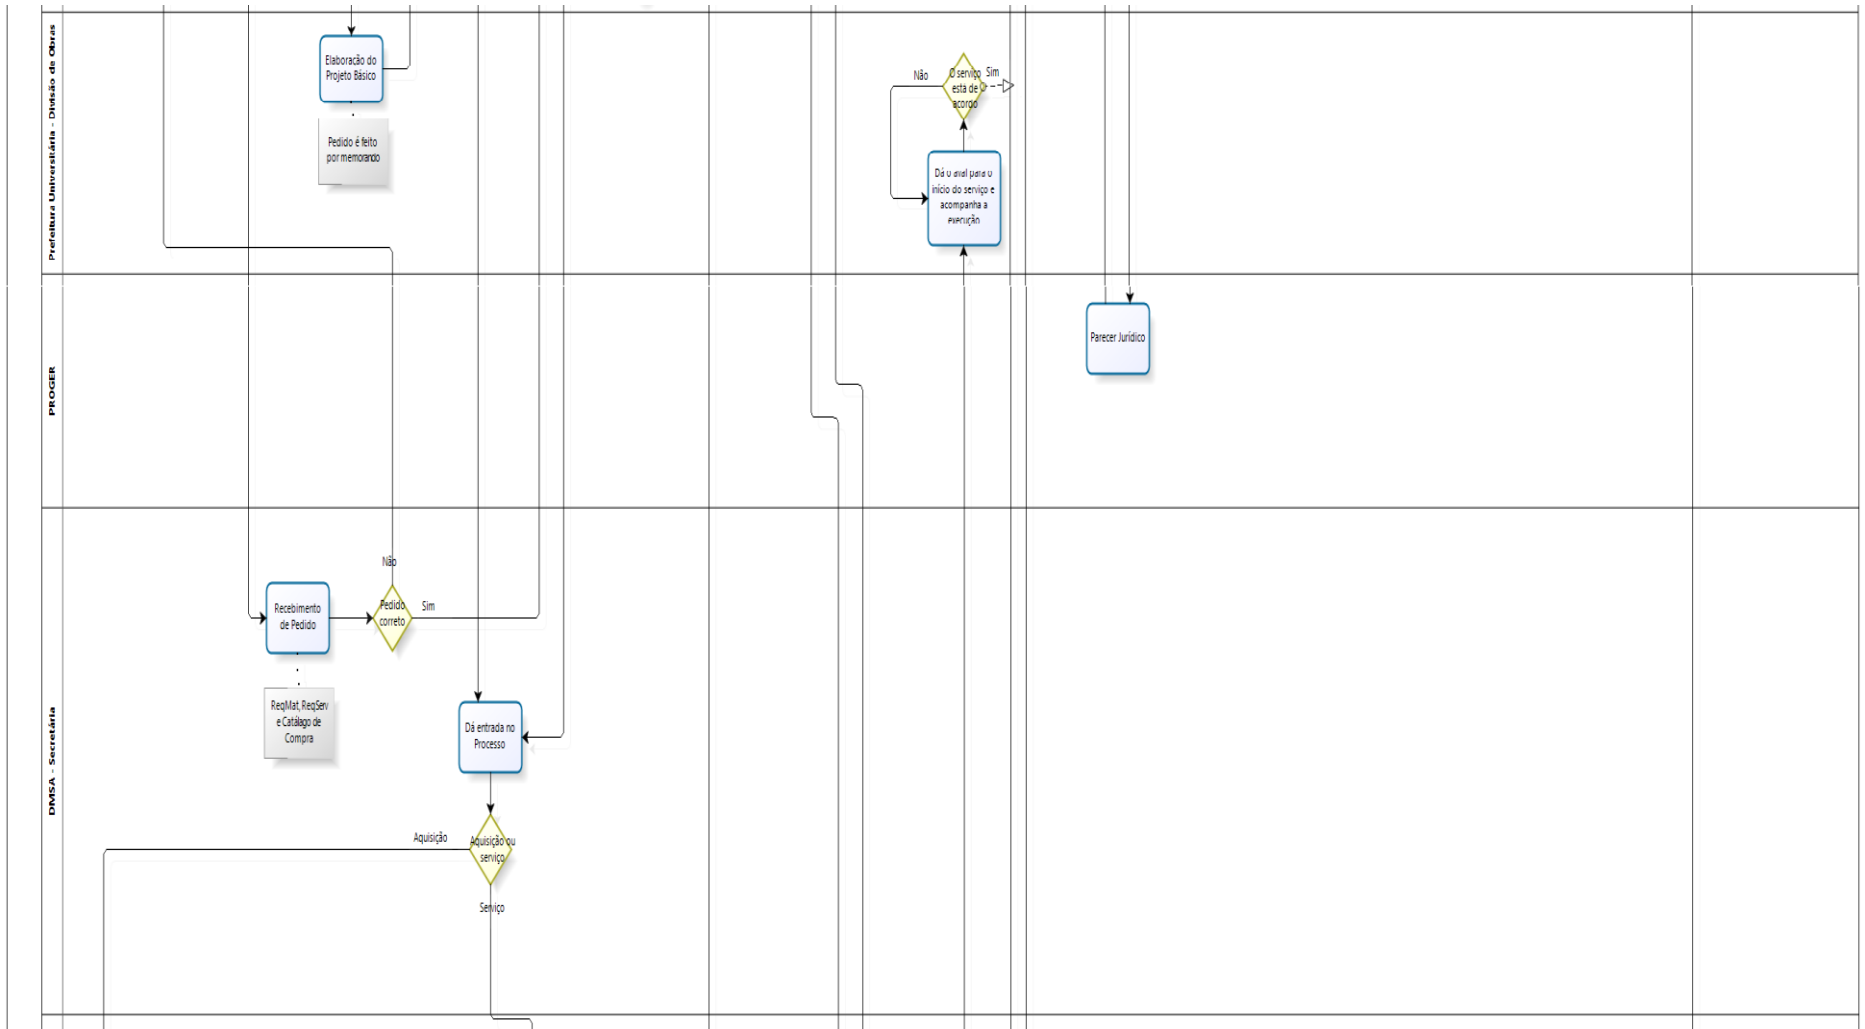 Prefeitura Universitária - Divisão de Obras
Elaboração do
Projeto Básico
Pedido é feito
por memorando
Não
O serviço
está de
acordo
Sim
Dá o aval para o
início do serviço e
acompanha a
execução
PROGER
Parecer Jurídico
DMSA - Secretária
Não
Recebimento
de Pedido
Pedido
correto
Sim
ReqMat, ReqServ
e Catálago de
Compra
Dá entrada no
Processo
Aquisição
Aquisição ou
serviço
Serviço